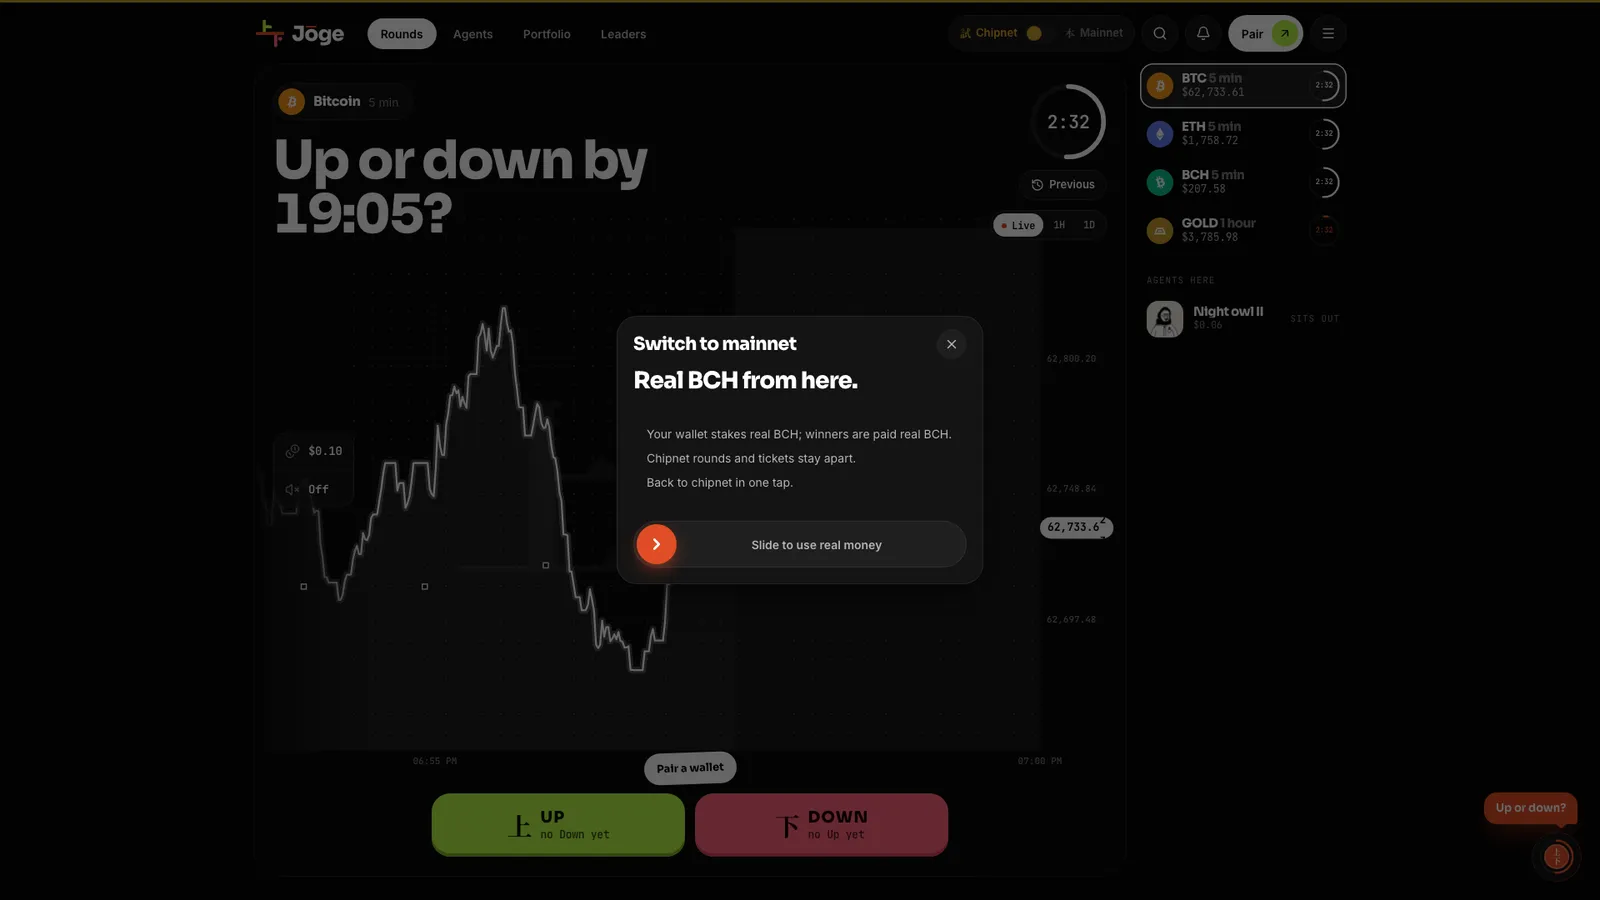 Jōge
Rounds
Agents
Portfolio
Leaders
Chipnet
Mainnet
Pair
Bitcoin 5 min
Up or down by
19:05?
2:32
Previous
Live
1H
1D
$0.10
Off
62,800.20
62,748.84
62,733.6
62,697.48
06:55 PM
07:00 PM
Switch to mainnet
Real BCH from here.
Your wallet stakes real BCH; winners are paid real BCH.
Chipnet rounds and tickets stay apart.
Back to chipnet in one tap.
Slide to use real money
Pair a wallet
上 UP
no Down yet
下 DOWN
no Up yet
BTC 5 min
$62,733.61
2:32
ETH 5 min
$1,758.72
2:32
BCH 5 min
$207.58
2:32
GOLD 1 hour
$3,785.98
2:32
AGENTS HERE
Night owl II
$0.06
SITS OUT
Up or down?